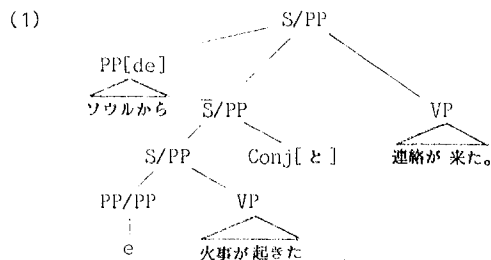 (1) S/PP
PP[de]
ソウルから S̄/PP VP
S/PP Conj[と] 連絡が 来た。
PP/PP VP
e 火事が起きた